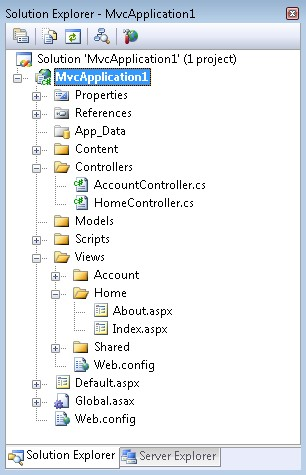 Solution Explorer - MvcApplication1
Solution 'MvcApplication1' (1 project)
MvcApplication1
Properties
References
App_Data
Content
Controllers
AccountController.cs
HomeController.cs
Models
Scripts
Views
Account
Home
About.aspx
Index.aspx
Shared
Web.config
Default.aspx
Global.asax
Web.config
Solution Explorer Server Explorer